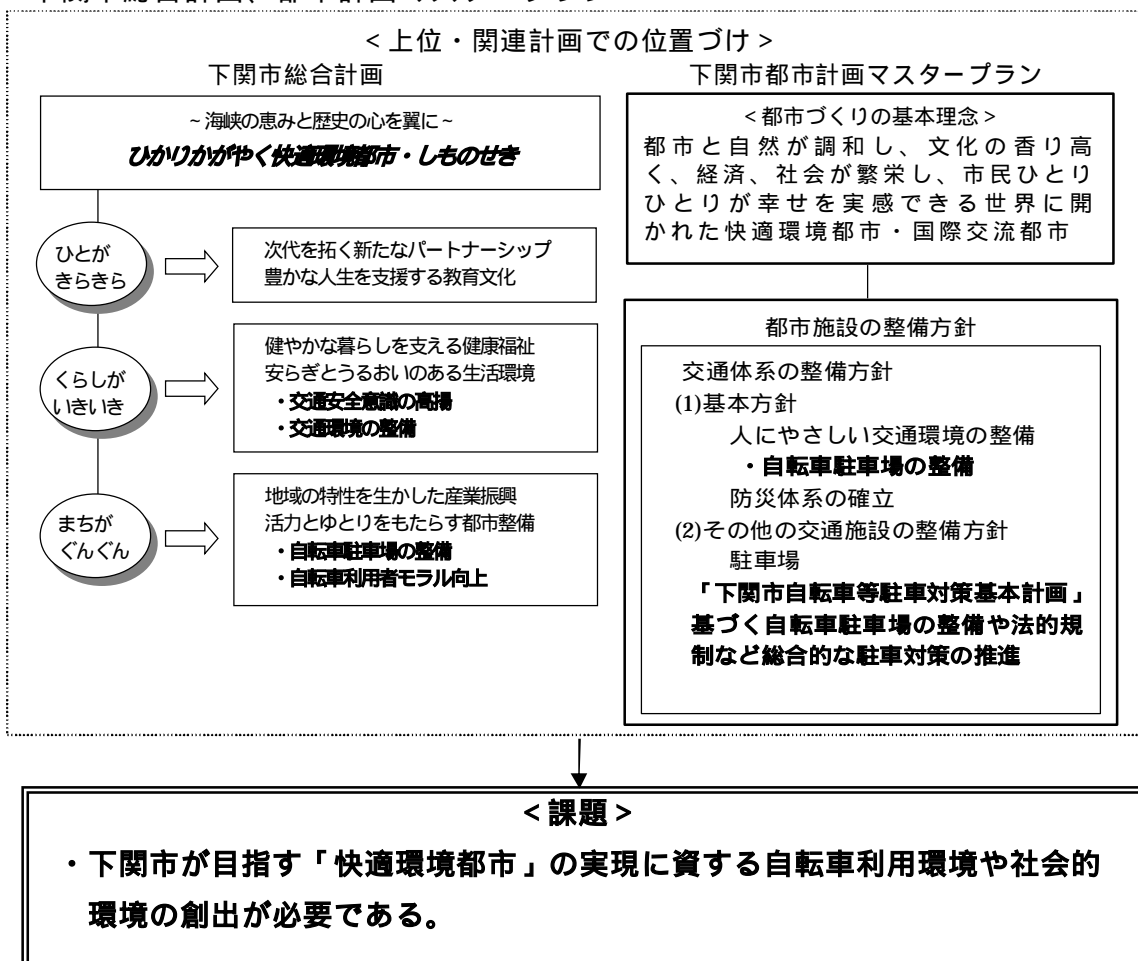 ＜上位・関連計画での位置づけ＞
下関市総合計画
～海峡の恵みと歴史の心を翼に～
ひかりかがやく快適環境都市・しものせき
ひとが
きらきら
次代を拓く新たなパートナーシップ
豊かな人生を支援する教育文化
くらしが
いきいき
健やかな暮らしを支える健康福祉
安らぎとうるおいのある生活環境
・交通安全意識の高揚
・交通環境の整備
まちが
ぐんぐん
地域の特性を生かした産業振興
活力とゆとりをもたらす都市整備
・自転車駐車場の整備
・自転車利用者モラル向上
下関市都市計画マスタープラン
＜都市づくりの基本理念＞
都市と自然が調和し、文化の香り高
く、経済、社会が繁栄し、市民ひとり
ひとりが幸せを実感できる世界に開
かれた快適環境都市・国際交流都市
都市施設の整備方針
交通体系の整備方針
(1)基本方針
人にやさしい交通環境の整備
・自転車駐車場の整備
防災体系の確立
(2)その他の交通施設の整備方針
駐車場
「下関市自転車等駐車対策基本計画」
基づく自転車駐車場の整備や法的規
制など総合的な駐車対策の推進
＜課題＞
・下関市が目指す「快適環境都市」の実現に資する自転車利用環境や社会的
環境の創出が必要である。